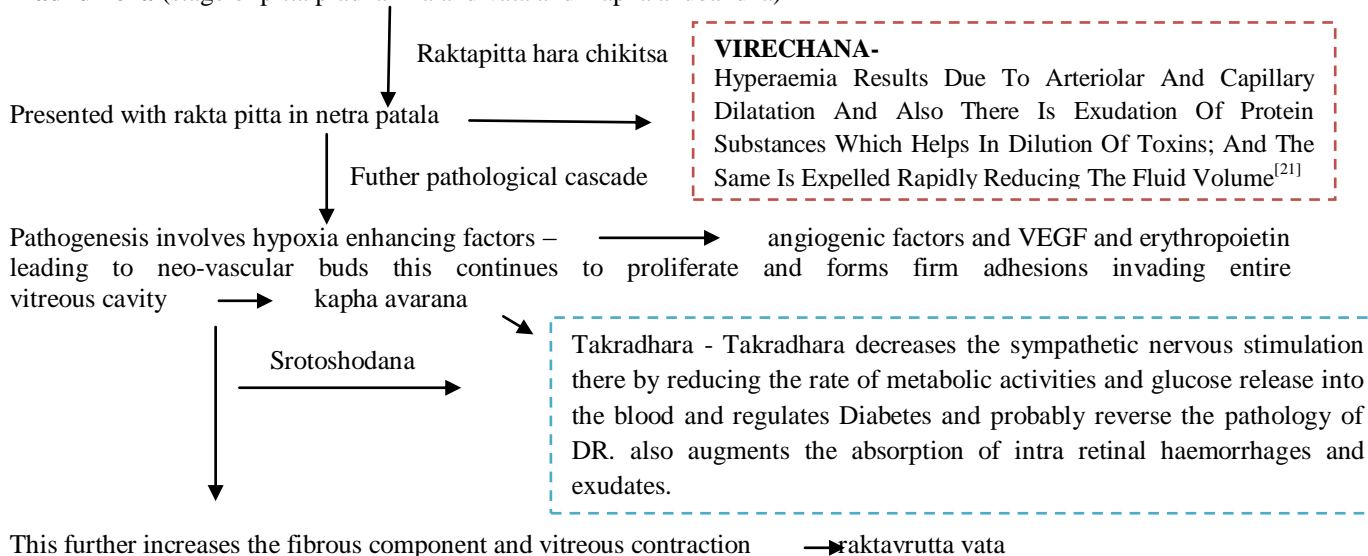 Raktapitta hara chikitsa
VIRECHANA-
Hyperaemia Results Due To Arteriolar And Capillary
Dilatation And Also There Is Exudation Of Protein
Substances Which Helps In Dilution Of Toxins; And The
Same Is Expelled Rapidly Reducing The Fluid Volume[21]
Presented with rakta pitta in netra patala
Futher pathological cascade
Pathogenesis involves hypoxia enhancing factors – angiogenic factors and VEGF and erythropoietin
leading to neo-vascular buds this continues to proliferate and forms firm adhesions invading entire
vitreous cavity kapha avarana
Srotoshodana
Takradhara - Takradhara decreases the sympathetic nervous stimulation
there by reducing the rate of metabolic activities and glucose release into
the blood and regulates Diabetes and probably reverse the pathology of
DR. also augments the absorption of intra retinal haemorrhages and
exudates.
This further increases the fibrous component and vitreous contraction raktavrutta vata